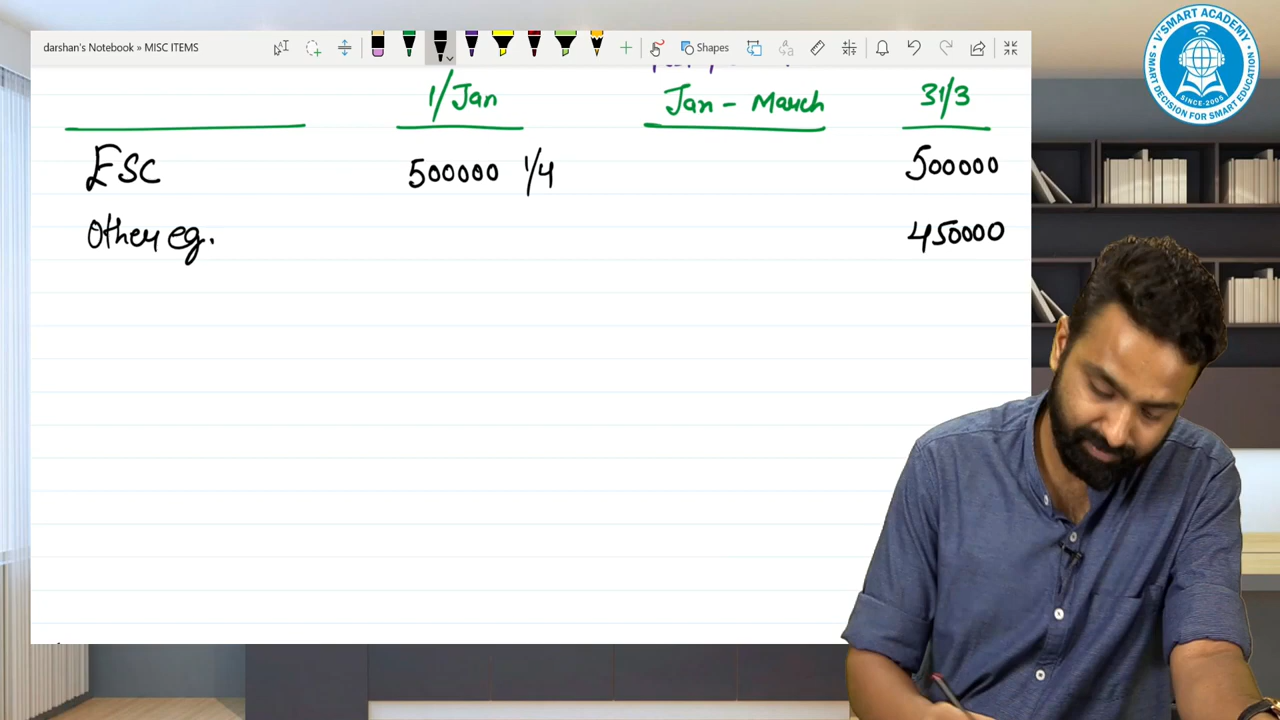 darshan's Notebook » MISC ITEMS
Shapes
1/Jan Jan - March 31/3
ESC 500000 1/4 500000
Other eq. 450000
V'SMART ACADEMY
SINCE-2005
SMART DECISION FOR SMART EDUCATION